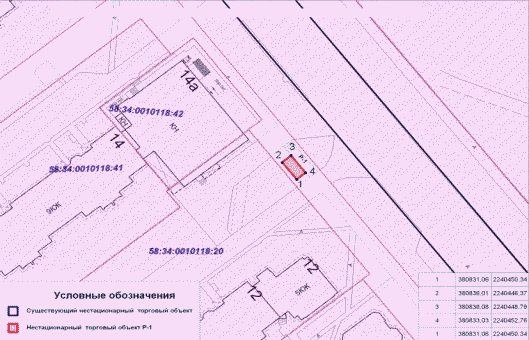 14а
КЖ
58:34:0010118:42
КН
КН
14
58:34:0010118:41
9КЖ
3
Р-1
2
4
1
58:34:0010118:20
12
12
5КЖ
Условные обозначения
Существующий нестационарный торговый объект
Нестационарный торговый объект Р-1
1 380831,06 2240450,34
2 380836,01 2240446,37
3 380838,08 2240448,79
4 380833,03 2240452,76
1 380831,06 2240450,34